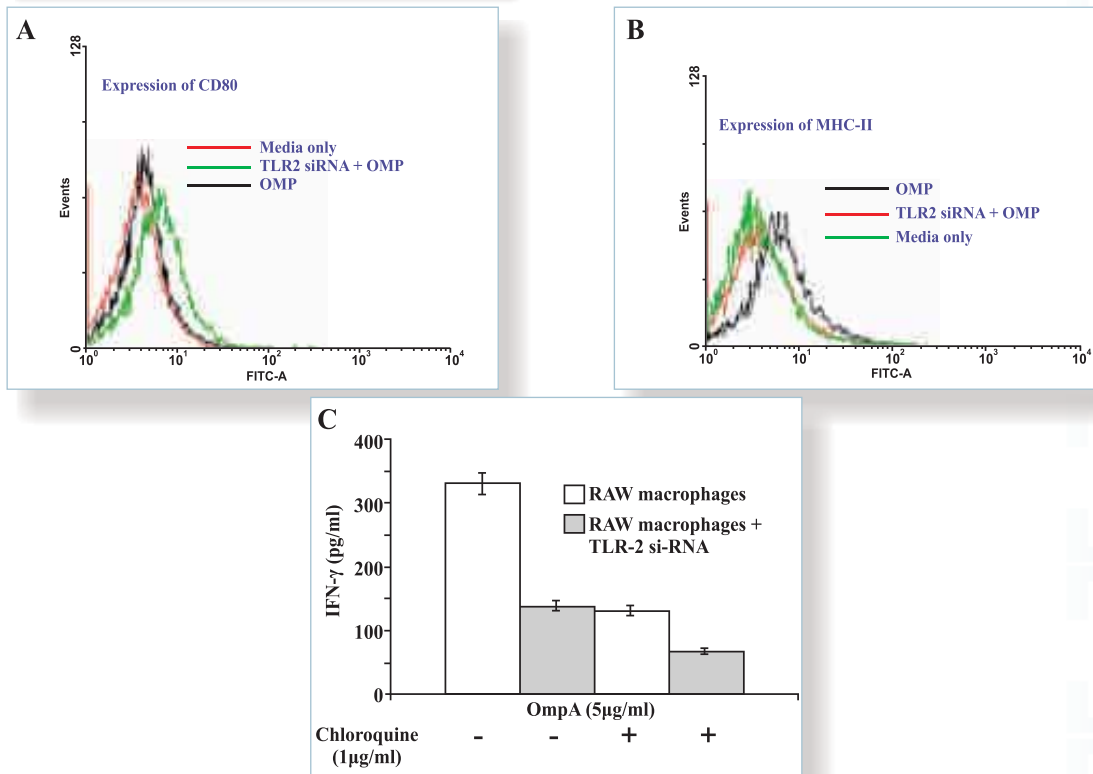 A
128
Expression of CD80
Media only
TLR2 siRNA + OMP
OMP
Events
0
10⁰ 10¹ 10² 10³ 10⁴
FITC-A
B
128
Expression of MHC-II
OMP
TLR2 siRNA + OMP
Media only
Events
0
10⁰ 10¹ 10² 10³ 10⁴
FITC-A
C
400
300
200
100
0
IFN-γ (pg/ml)
RAW macrophages
RAW macrophages +
TLR-2 si-RNA
OmpA (5µg/ml)
Chloroquine - - + +
(1µg/ml)